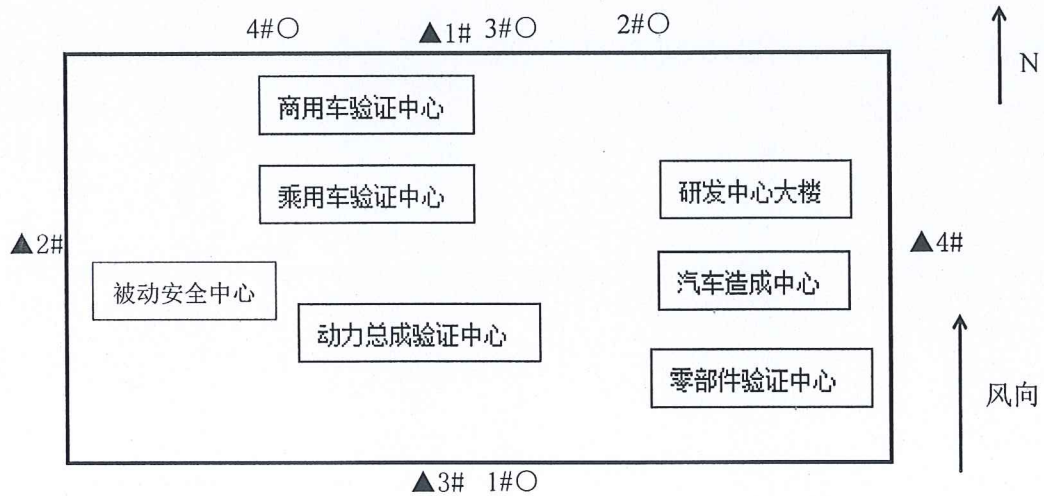 4#○ ▲1# 3#○ 2#○
N
商用车验证中心
乘用车验证中心
研发中心大楼
▲2#
▲4#
被动安全中心
汽车造成中心
动力总成验证中心
零部件验证中心
风向
▲3# 1#○